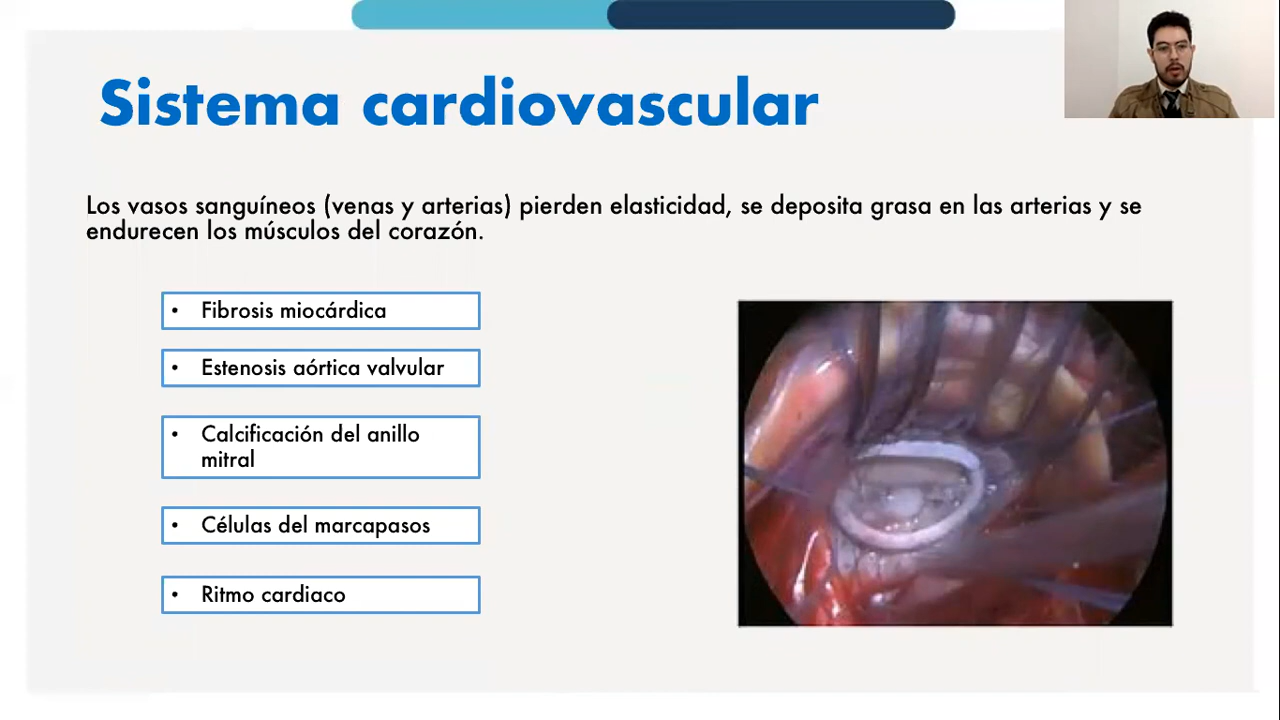 Sistema cardiovascular
Los vasos sanguíneos (venas y arterias) pierden elasticidad, se deposita grasa en las arterias y se
endurecen los músculos del corazón.
• Fibrosis miocárdica
• Estenosis aórtica valvular
• Calcificación del anillo
mitral
• Células del marcapasos
• Ritmo cardiaco